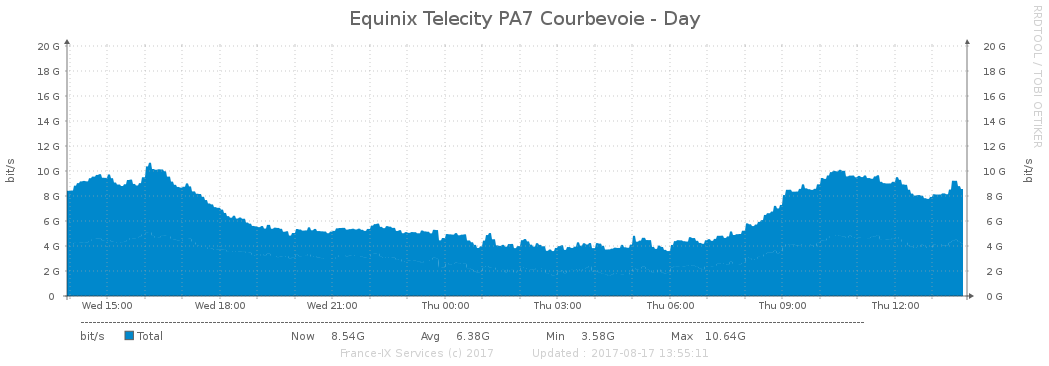 Equinix Telecity PA7 Courbevoie - Day
RRDTOOL / TOBI OETIKER
bit/s
bit/s
20 G 20 G
18 G 18 G
16 G 16 G
14 G 14 G
12 G 12 G
10 G 10 G
8 G 8 G
6 G 6 G
4 G 4 G
2 G 2 G
0 0 G
Wed 15:00 Wed 18:00 Wed 21:00 Thu 00:00 Thu 03:00 Thu 06:00 Thu 09:00 Thu 12:00
bit/s Total Now 8.54G Avg 6.38G Min 3.58G Max 10.64G
France-IX Services (c) 2017 Updated : 2017-08-17 13:55:11